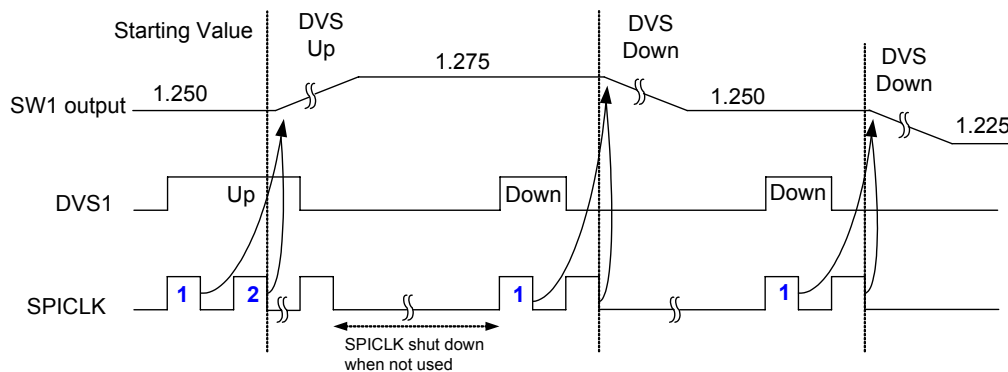 Starting Value
DVS
Up
DVS
Down
DVS
Down
1.250
1.275
1.250
1.225
SW1 output
DVS1
Up
Down
Down
SPICLK
1
2
1
1
SPICLK shut down
when not used